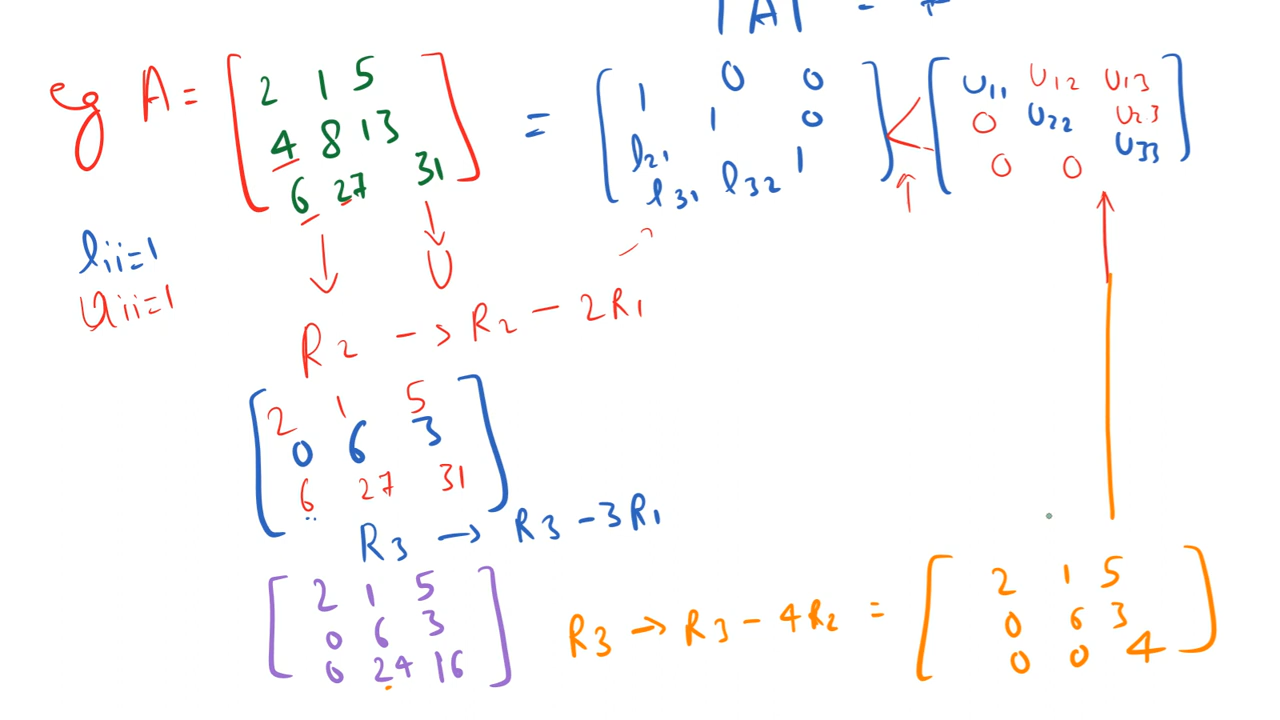 |A| =
eg A = [ 2 1 5 = [ 1 0 0 ] [ U11 U12 U13 ]
4 8 13 l21 1 0 0 U22 U23
6 27 31 ] l31 l32 1 0 0 U33
lii=1
Uii=1
U
R2 → R2 - 2R1
[ 2 1 5
0 6 3
6 27 31 ]
R3 → R3 - 3R1
[ 2 1 5
0 6 3
0 24 16 ]
R3 → R3 - 4R2 =
[ 2 1 5
0 6 3
0 0 4 ]